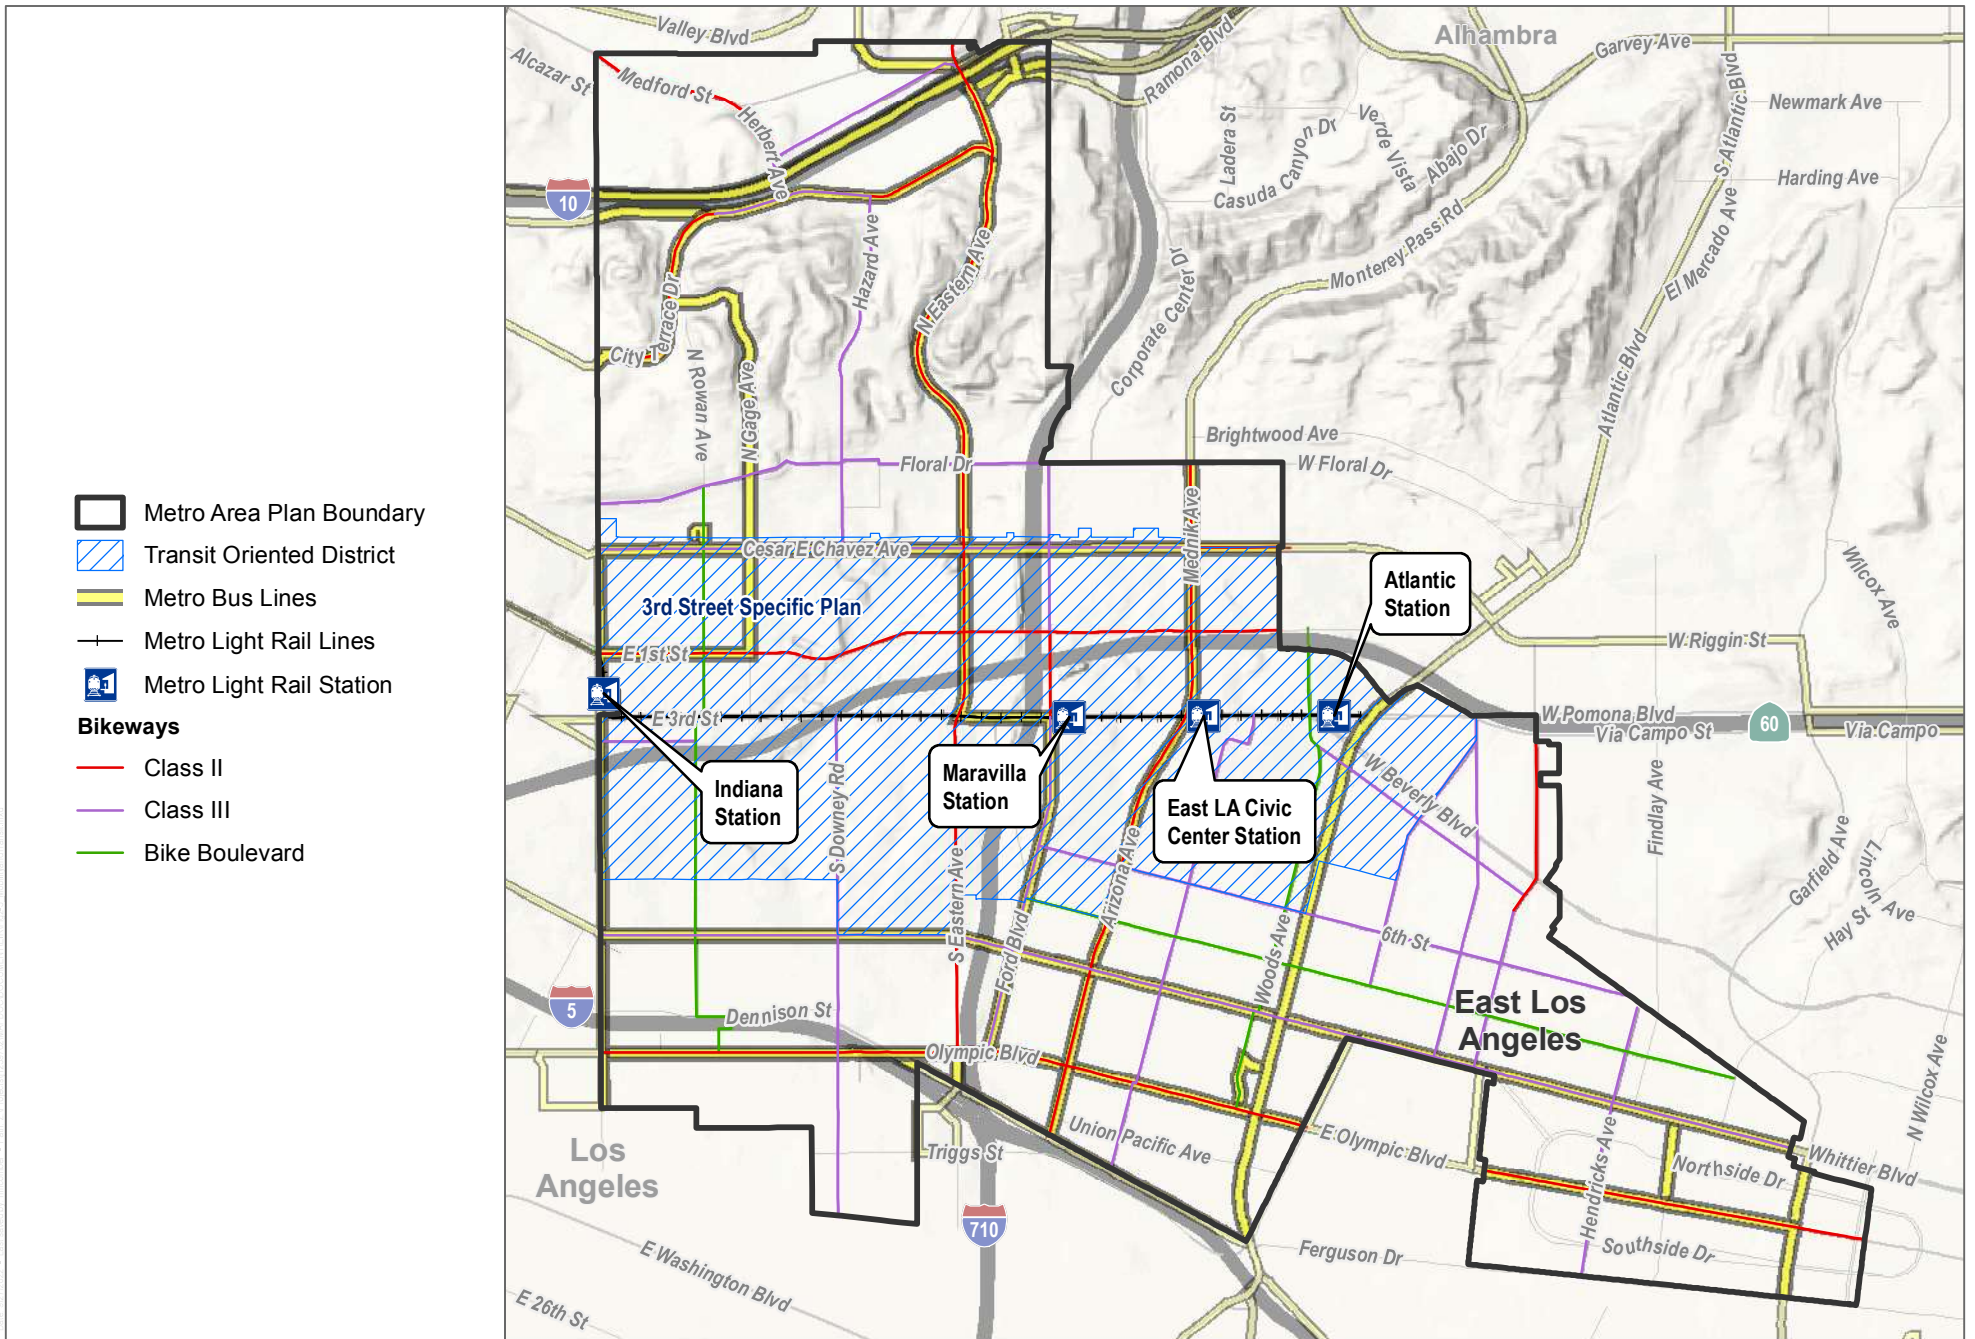 Metro Area Plan Boundary
Transit Oriented District
Metro Bus Lines
Metro Light Rail Lines
Metro Light Rail Station
Bikeways
Class II
Class III
Bike Boulevard
Valley Blvd
Alcazar St
Medford St
Herbert Ave
Ramona Blvd
Alhambra
Garvey Ave
S Atlantic Blvd
Newmark Ave
Harding Ave
Ladera St
Casuda Canyon Dr
Verde Vista
Abajo Dr
10
City Terrace Dr
Hazard Ave
N Eastern Ave
Corporate Center Dr
Monterey Pass Rd
El Mercado Ave
Atlantic Blvd
N Rowan Ave
N Gage Ave
Floral Dr
Brightwood Ave
W Floral Dr
Cesar E Chavez Ave
Mednik Ave
3rd Street Specific Plan
Atlantic
Station
Wilcox Ave
E 1st St
W Riggin St
E 3rd St
W Pomona Blvd
Via Campo St
60
Via Campo
Indiana
Station
S Downey Rd
Maravilla
Station
East LA Civic
Center Station
W Beverly Blvd
Findlay Ave
Garfield Ave
Lincoln Ave
Hay St
S Eastern Ave
Ford Blvd
Arizona Ave
Woods Ave
6th St
5
Dennison St
East Los
Angeles
Olympic Blvd
Union Pacific Ave
E Olympic Blvd
Hendricks Ave
Northside Dr
Whittier Blvd
N Wilcox Ave
Los
Angeles
Triggs St
710
Southside Dr
Ferguson Dr
E Washington Blvd
E 26th St